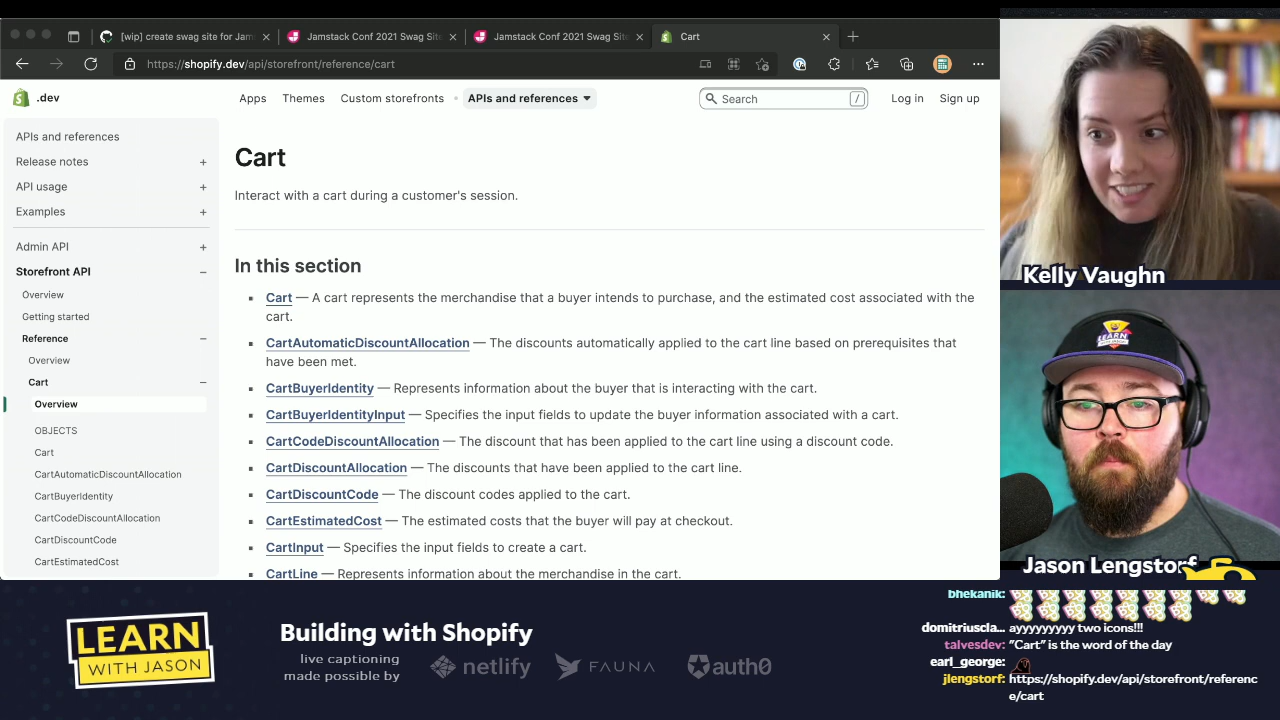 [wip] create swag site for Jam
Jamstack Conf 2021 Swag Site
Jamstack Conf 2021 Swag Site
Cart
https://shopify.dev/api/storefront/reference/cart
.dev
Apps
Themes
Custom storefronts
APIs and references
Search
/
Log in
Sign up
APIs and references
Release notes
API usage
Examples
Admin API
Storefront API
Overview
Getting started
Reference
Overview
Cart
Overview
OBJECTS
Cart
CartAutomaticDiscountAllocation
CartBuyerIdentity
CartCodeDiscountAllocation
CartDiscountCode
CartEstimatedCost
Cart
Interact with a cart during a customer's session.
In this section
Cart — A cart represents the merchandise that a buyer intends to purchase, and the estimated cost associated with the
cart.
CartAutomaticDiscountAllocation — The discounts automatically applied to the cart line based on prerequisites that
have been met.
CartBuyerIdentity — Represents information about the buyer that is interacting with the cart.
CartBuyerIdentityInput — Specifies the input fields to update the buyer information associated with a cart.
CartCodeDiscountAllocation — The discount that has been applied to the cart line using a discount code.
CartDiscountAllocation — The discounts that have been applied to the cart line.
CartDiscountCode — The discount codes applied to the cart.
CartEstimatedCost — The estimated costs that the buyer will pay at checkout.
CartInput — Specifies the input fields to create a cart.
CartLine — Represents information about the merchandise in the cart.
Kelly Vaughn
LEARN
Jason Lengstorf
LEARN
WITH JASON
Building with Shopify
live captioning
made possible by
netlify
FAUNA
auth0
bhekanik:
domitriuscla... ayyyyyyyyy two icons!!!
talvesdev: "Cart" is the word of the day
earl_george:
jlengstorf: https://shopify.dev/api/storefront/referenc
e/cart